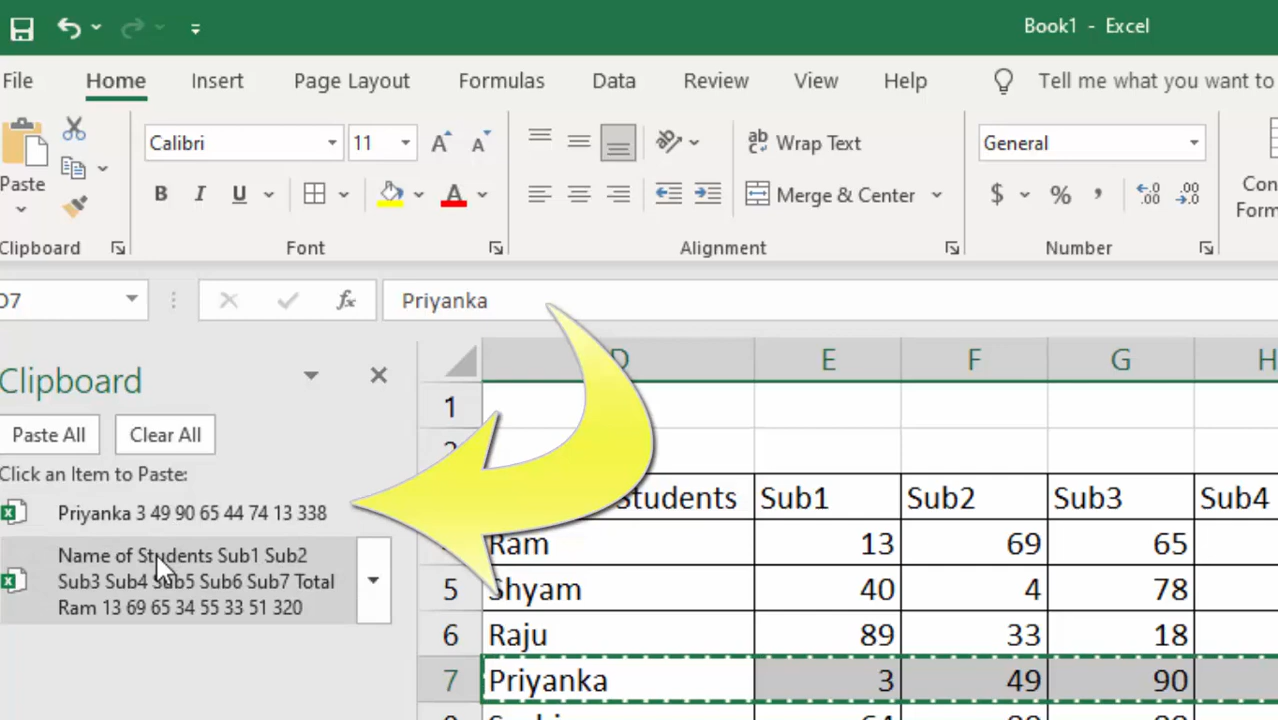 Book1 - Excel
File Home Insert Page Layout Formulas Data Review View Help Tell me what you want to
Calibri 11 Wrap Text General
Paste B I U A Merge & Center $ % Con
Form
Clipboard Font Alignment Number
fx Priyanka
Clipboard
D E F G H
Paste All Clear All
1
Click an Item to Paste:
Priyanka 3 49 90 65 44 74 13 338
Students Sub1 Sub2 Sub3 Sub4
Name of Students Sub1 Sub2
Sub3 Sub4 Sub5 Sub6 Sub7 Total
Ram 13 69 65 34 55 33 51 320
Ram 13 69 65
5 Shyam 40 4 78
6 Raju 89 33 18
7 Priyanka 3 49 90